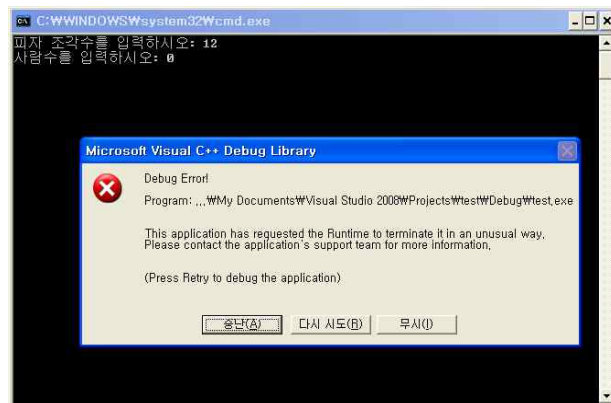 C:\WINDOWS\system32\cmd.exe
피자 조각수를 입력하시오: 12
사람수를 입력하시오: 0
Microsoft Visual C++ Debug Library
Debug Error!
Program: ...\My Documents\Visual Studio 2008\Projects\test\Debug\test.exe
This application has requested the Runtime to terminate it in an unusual way.
Please contact the application's support team for more information.
(Press Retry to debug the application)
중단(A) 다시 시도(R) 무시(I)